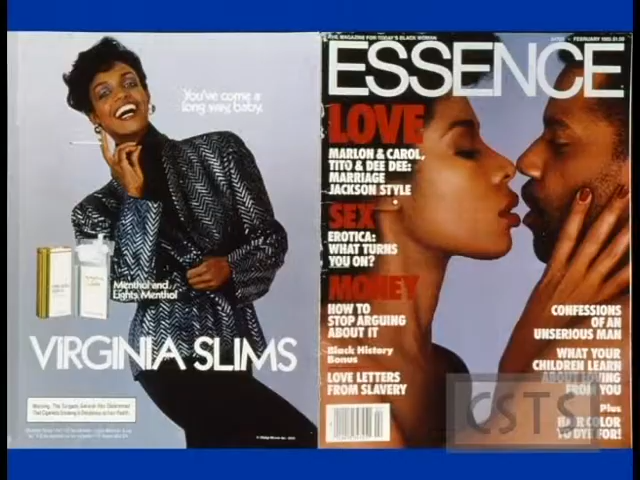 You've come a
long way, baby.
Menthol and
Lights Menthol
VIRGINIA SLIMS
THE MAGAZINE FOR TODAY'S BLACK WOMAN
FEBRUARY
ESSENCE
LOVE
MARLON & CAROL,
TITO & DEE DEE:
MARRIAGE
JACKSON STYLE
SEX
EROTICA:
WHAT TURNS
YOU ON?
MONEY
HOW TO
STOP ARGUING
ABOUT IT
Black History
Bonus
LOVE LETTERS
FROM SLAVERY
CONFESSIONS
OF AN
UNSERIOUS MAN
WHAT YOUR
CHILDREN LEARN
ABOUT LOVING
FROM YOU
Plus
HAIR COLOR
TO DYE FOR!
CSTS